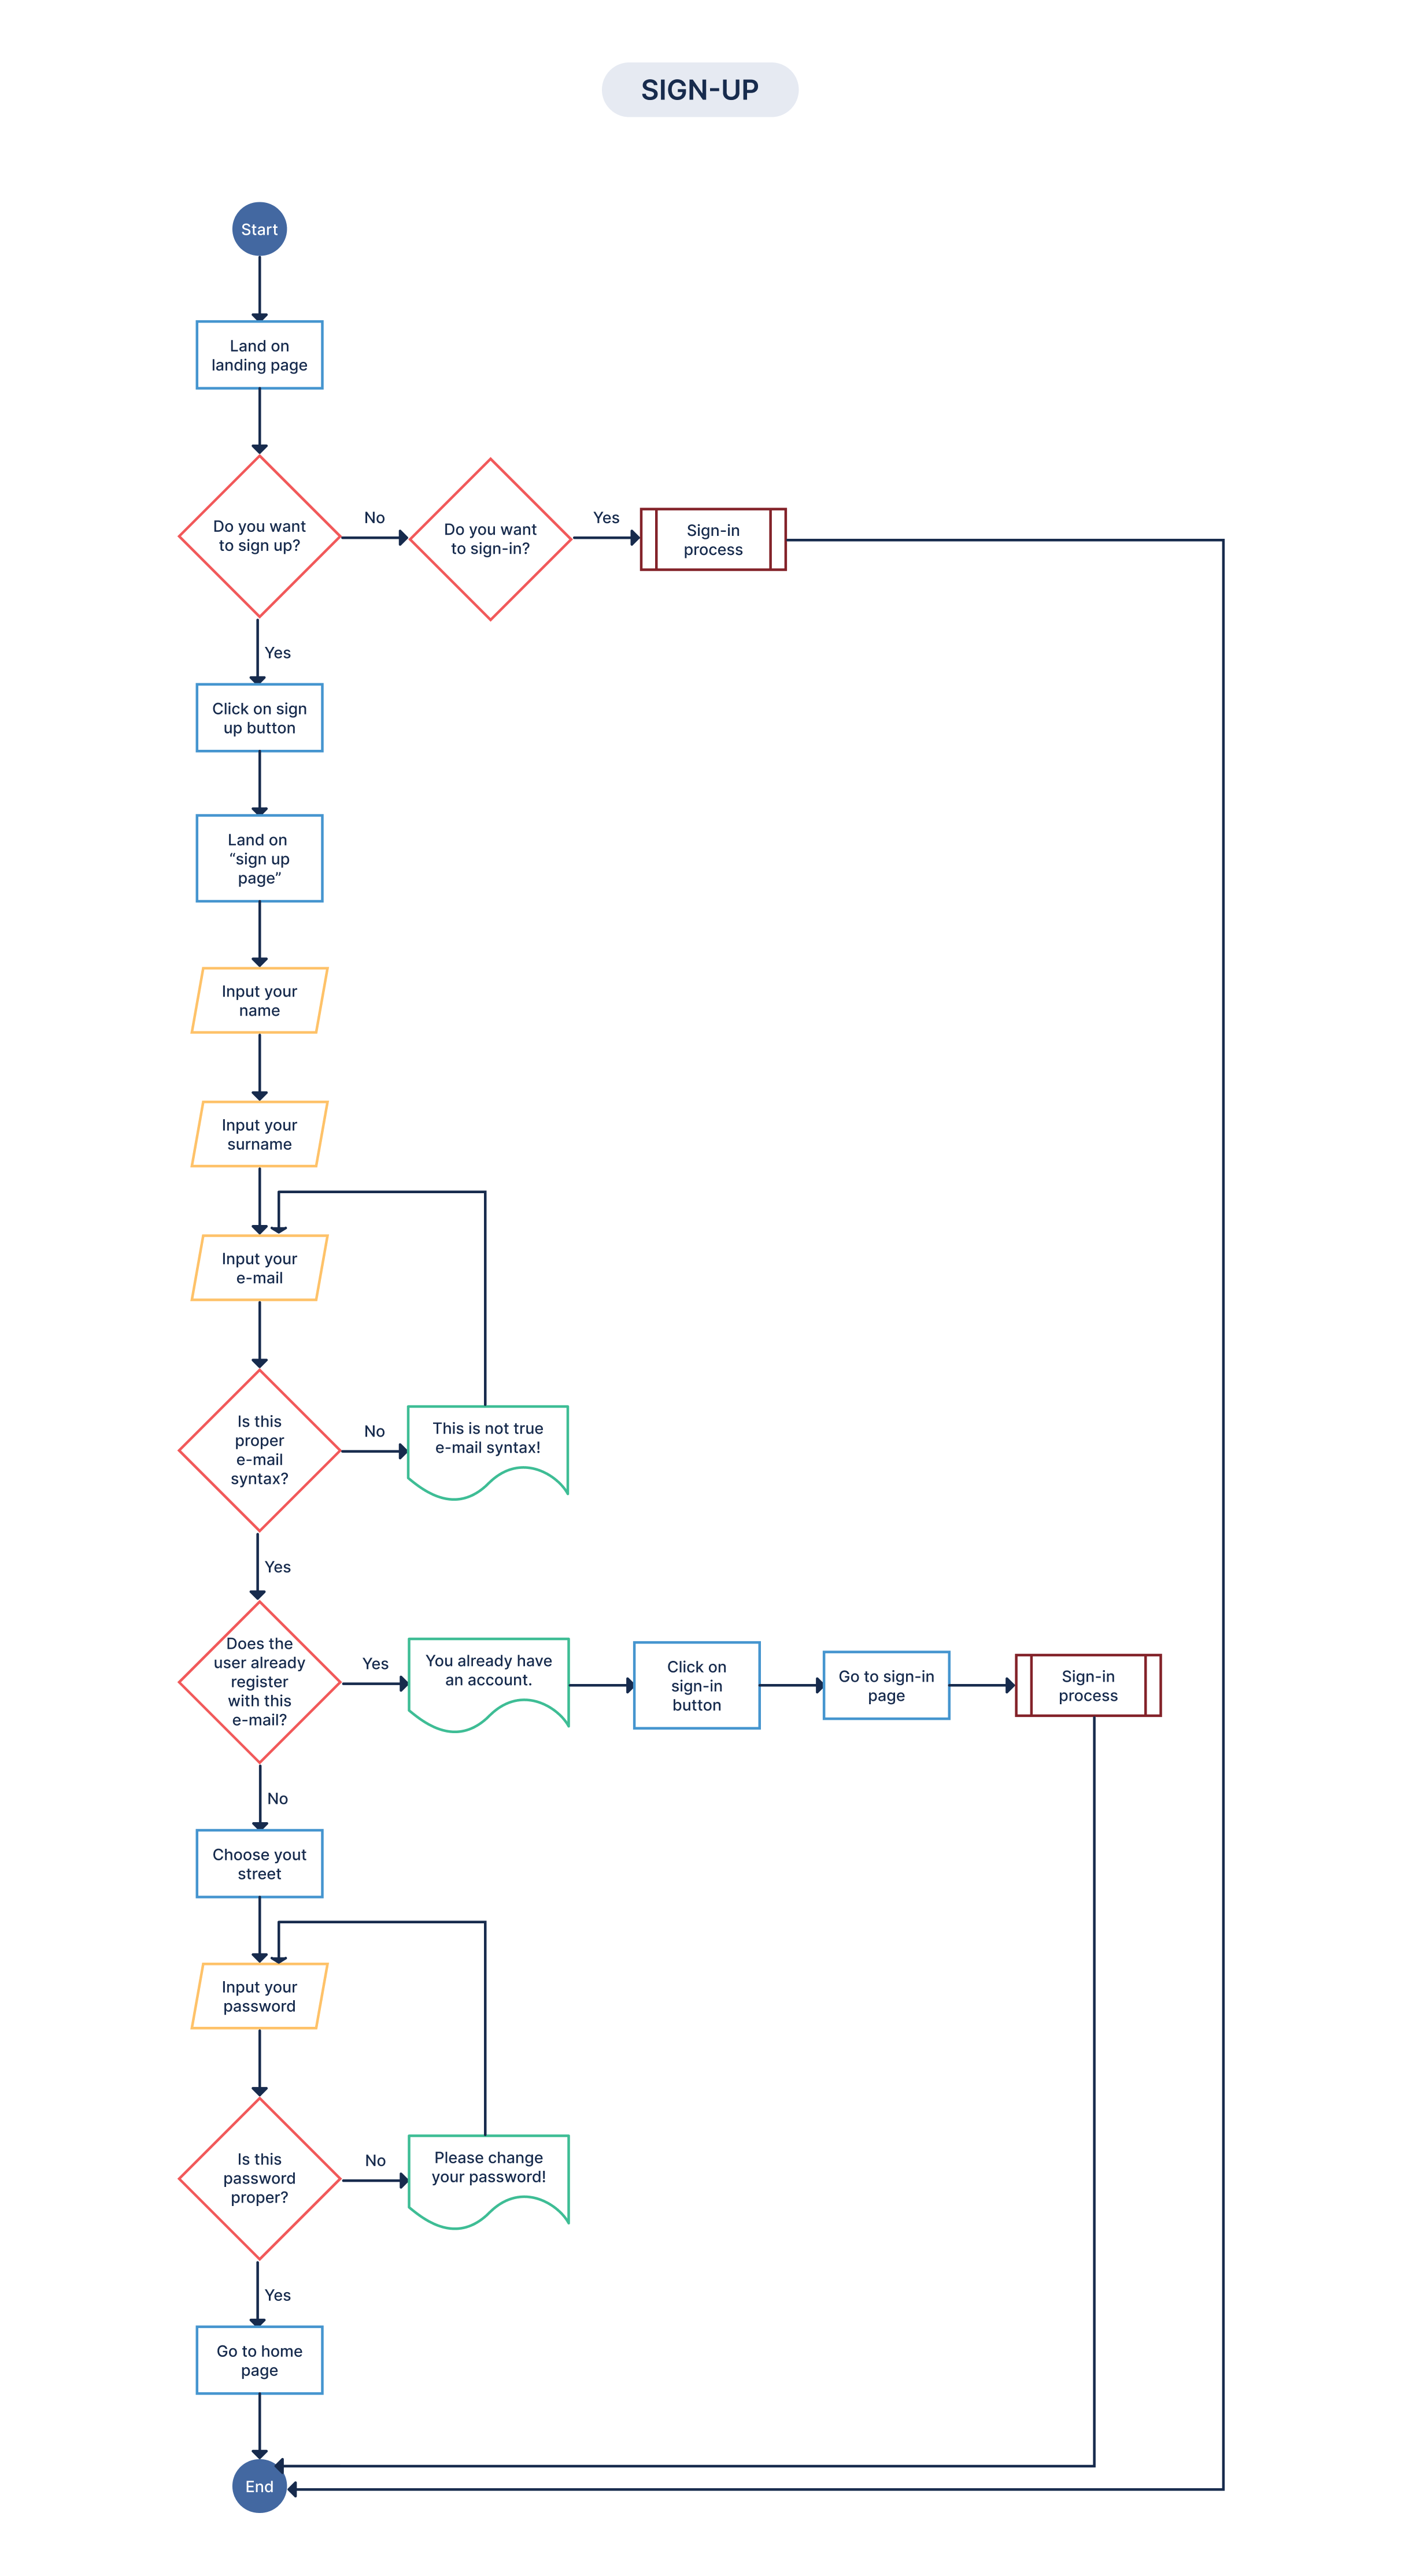 SIGN-UP
Start
Land on
landing page
Do you want
to sign up?
No
Do you want
to sign-in?
Yes
Sign-in
process
Yes
Click on sign
up button
Land on
“sign up
page”
Input your
name
Input your
surname
Input your
e-mail
Is this
proper
e-mail
syntax?
No
This is not true
e-mail syntax!
Yes
Does the
user already
register
with this
e-mail?
Yes
You already have
an account.
Click on
sign-in
button
Go to sign-in
page
Sign-in
process
No
Choose yout
street
Input your
password
Is this
password
proper?
No
Please change
your password!
Yes
Go to home
page
End